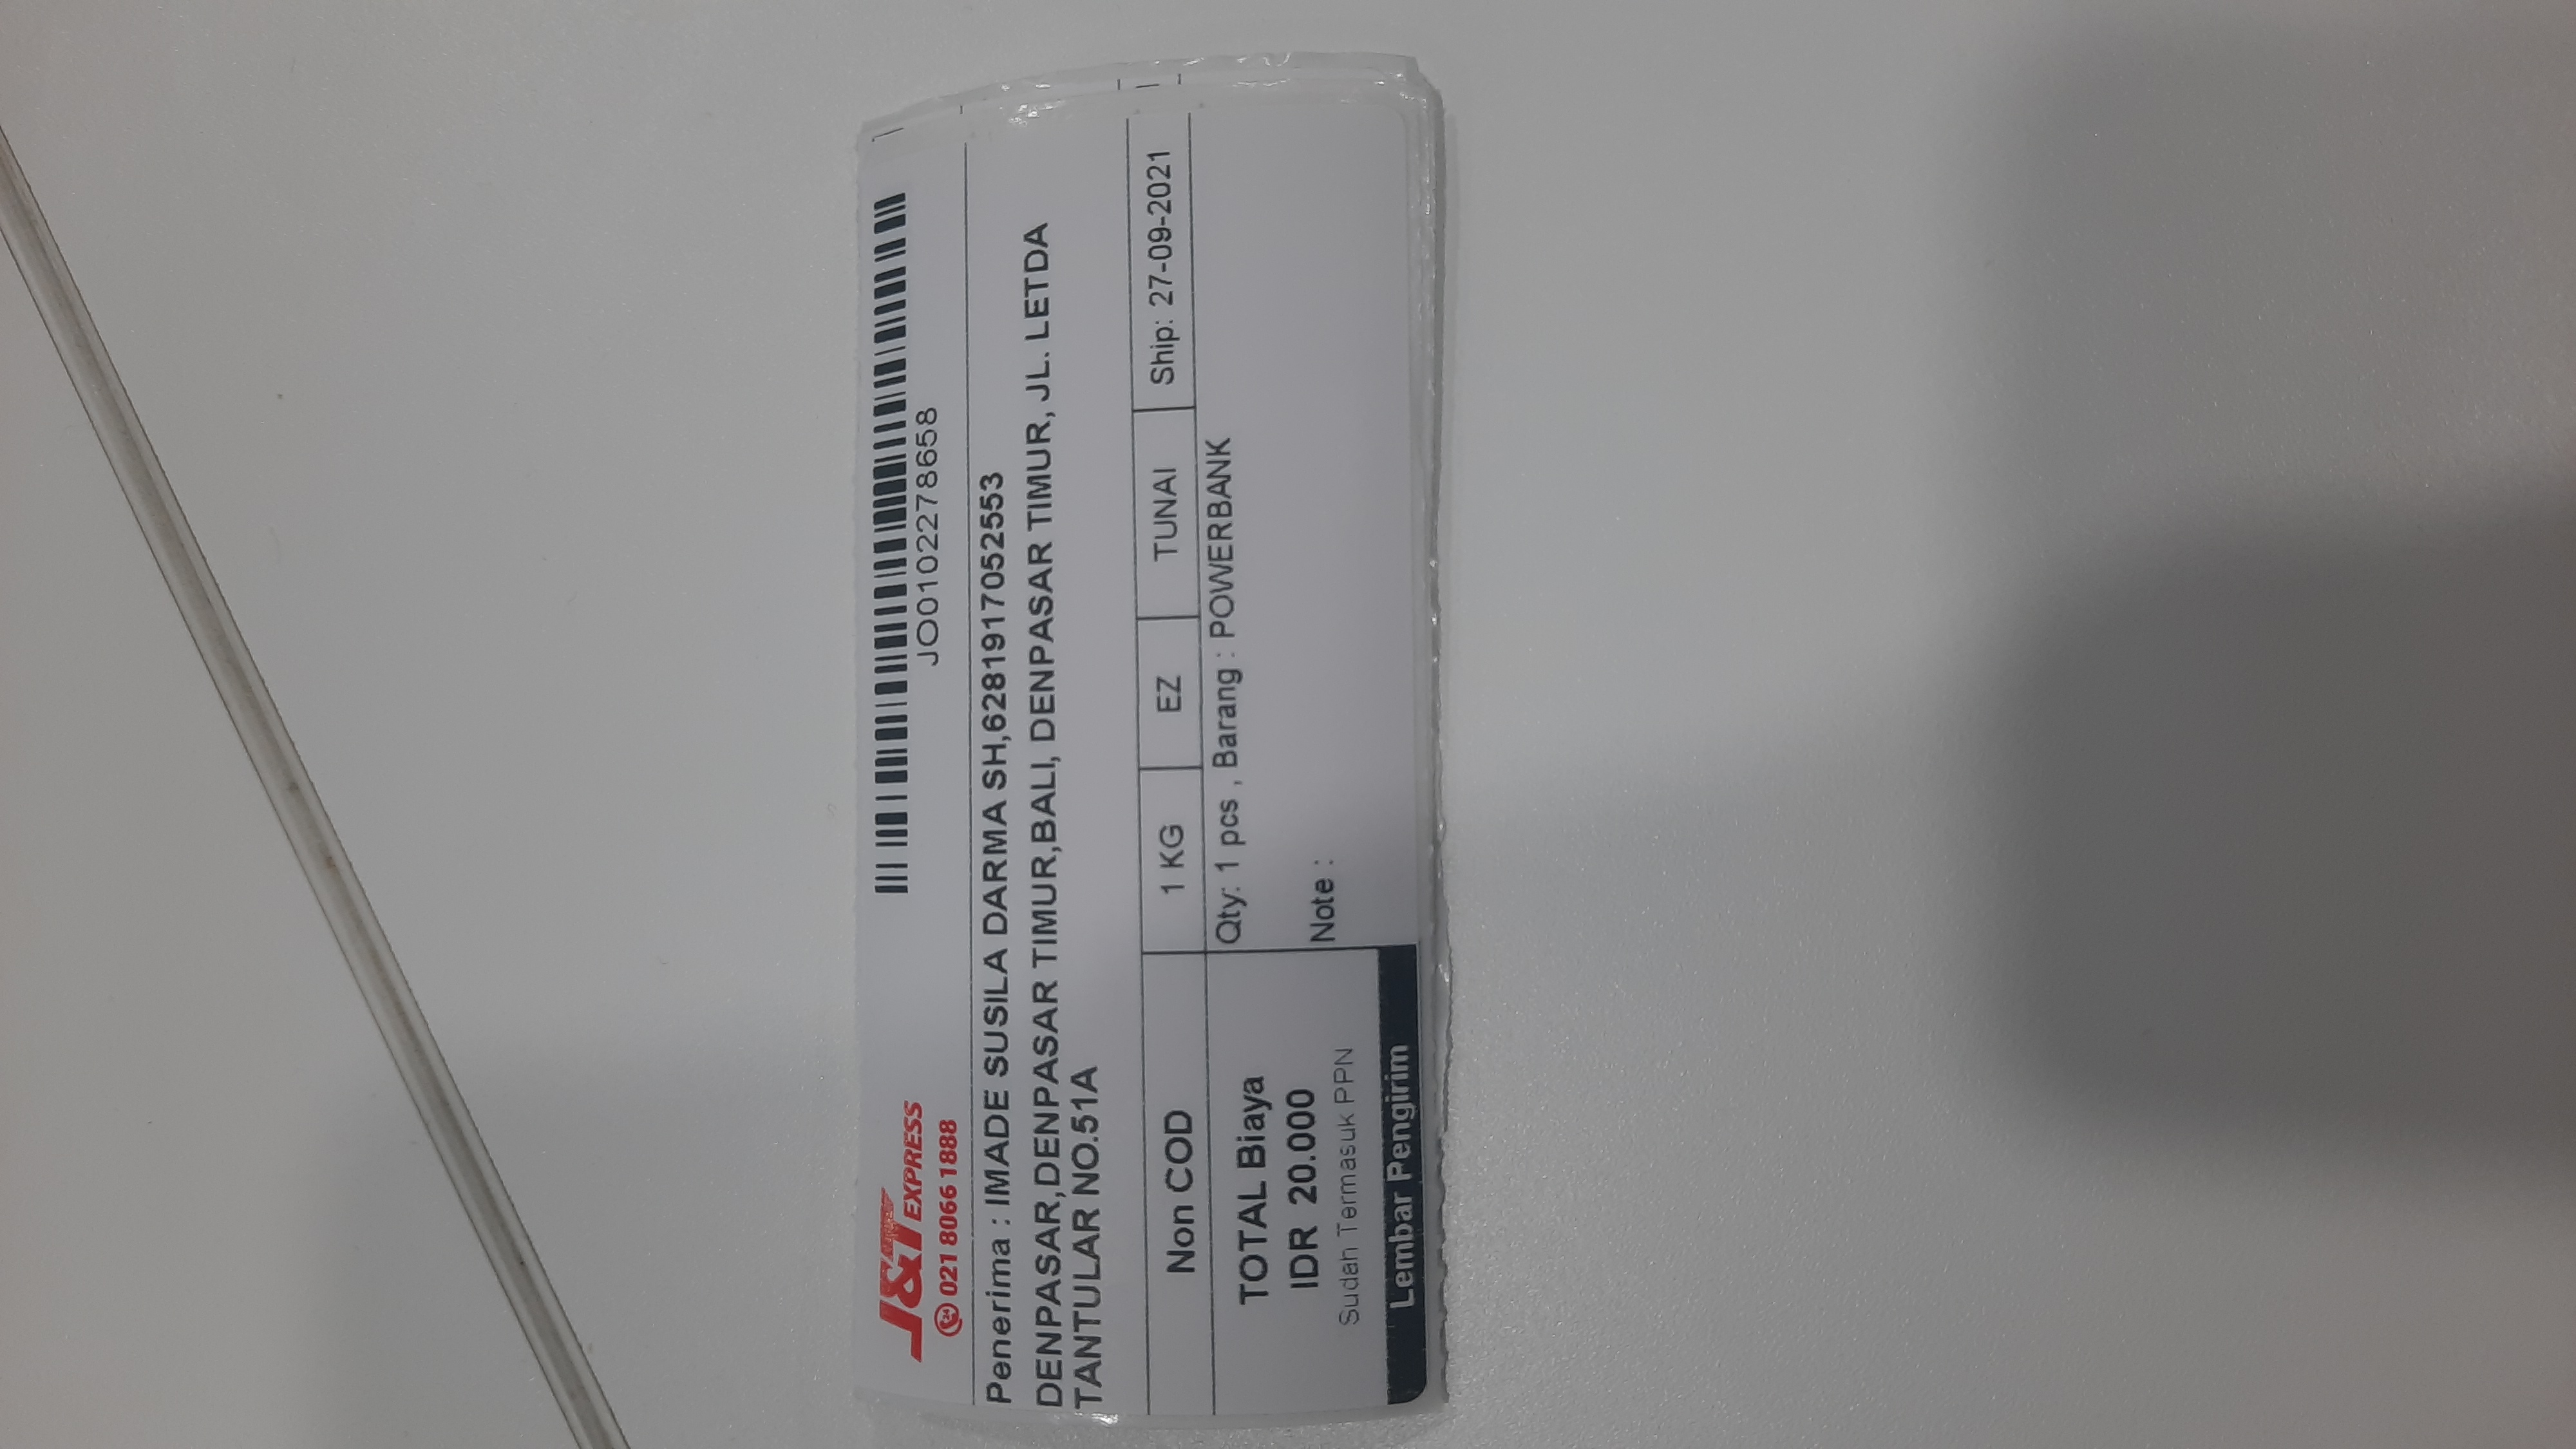 J&T EXPRESS
24 021 8066 1888
JO0102278658
Penerima : IMADE SUSILA DARMA SH,6281917052553
DENPASAR,DENPASAR TIMUR,BALI, DENPASAR TIMUR, JL. LETDA
TANTULAR NO.51A
Non COD
1 KG
EZ
TUNAI
Ship: 27-09-2021
TOTAL Biaya
IDR 20.000
Sudah Termasuk PPN
Lembar Pengirim
Qty: 1 pcs , Barang : POWERBANK
Note :